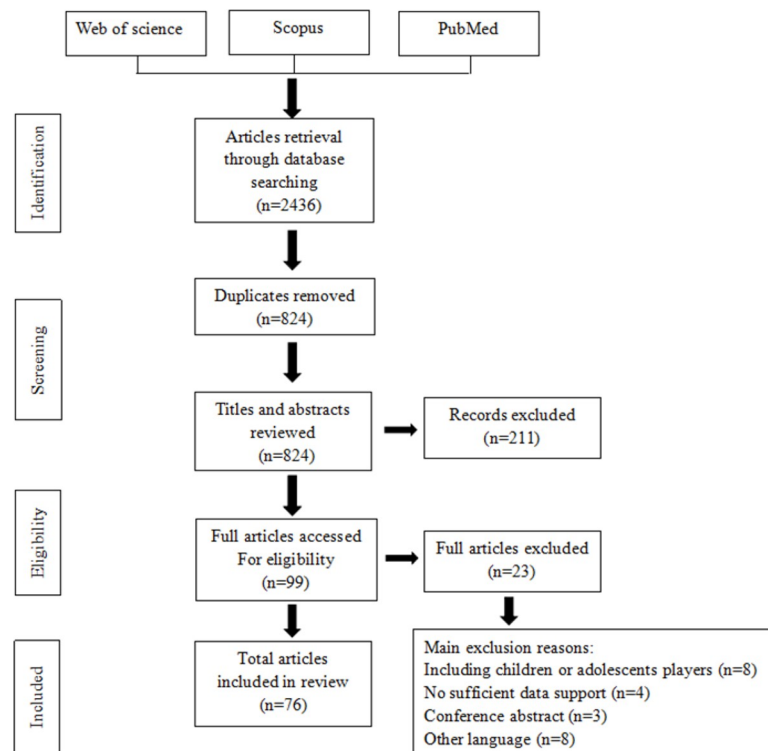 Web of science
Scopus
PubMed
Identification
Articles retrieval
through database
searching
(n=2436)
Screening
Duplicates removed
(n=824)
Titles and abstracts
reviewed
(n=824)
Records excluded
(n=211)
Eligibility
Full articles accessed
For eligibility
(n=99)
Full articles excluded
(n=23)
Included
Total articles
included in review
(n=76)
Main exclusion reasons:
Including children or adolescents players (n=8)
No sufficient data support (n=4)
Conference abstract (n=3)
Other language (n=8)